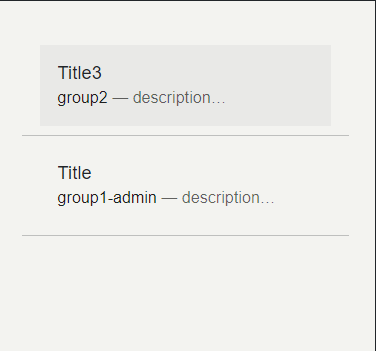 Title3
group2 — description…
Title
group1-admin — description…